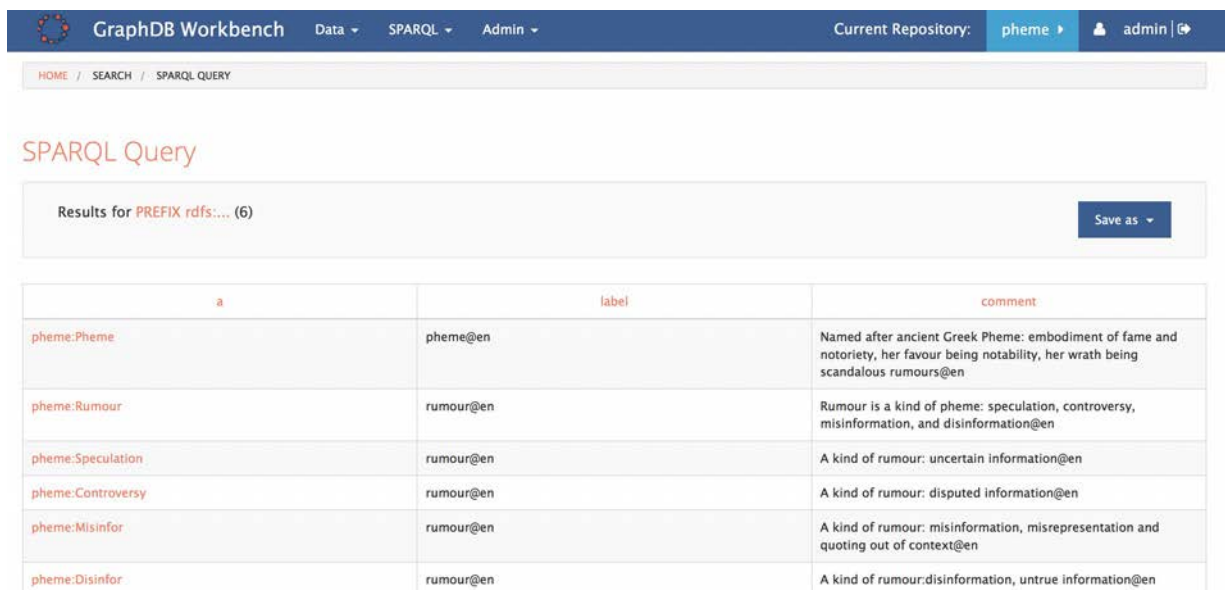 GraphDB Workbench Data SPARQL Admin Current Repository: pheme admin
HOME / SEARCH / SPARQL QUERY
SPARQL Query
Results for PREFIX rdfs:... (6)
Save as
a label comment
pheme:Pheme pheme@en Named after ancient Greek Pheme: embodiment of fame and
notoriety, her favour being notability, her wrath being
scandalous rumours@en
pheme:Rumour rumour@en Rumour is a kind of pheme: speculation, controversy,
misinformation, and disinformation@en
pheme:Speculation rumour@en A kind of rumour: uncertain information@en
pheme:Controversy rumour@en A kind of rumour: disputed information@en
pheme:Misinfor rumour@en A kind of rumour: misinformation, misrepresentation and
quoting out of context@en
pheme:Disinfor rumour@en A kind of rumour:disinformation, untrue information@en